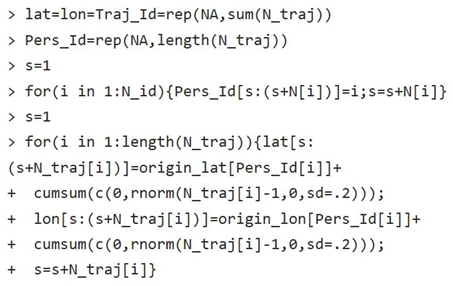 > lat=lon=Traj_Id=rep(NA,sum(N_traj))
> Pers_Id=rep(NA,length(N_traj))
> s=1
> for(i in 1:N_id){Pers_Id[s:(s+N[i])]=i;s=s+N[i]}
> s=1
> for(i in 1:length(N_traj)){lat[s:
(s+N_traj[i])]=origin_lat[Pers_Id[i]]+
+  cumsum(c(0,rnorm(N_traj[i]-1,0,sd=.2)));
+  lon[s:(s+N_traj[i])]=origin_lon[Pers_Id[i]]+
+  cumsum(c(0,rnorm(N_traj[i]-1,0,sd=.2)));
+  s=s+N_traj[i]}